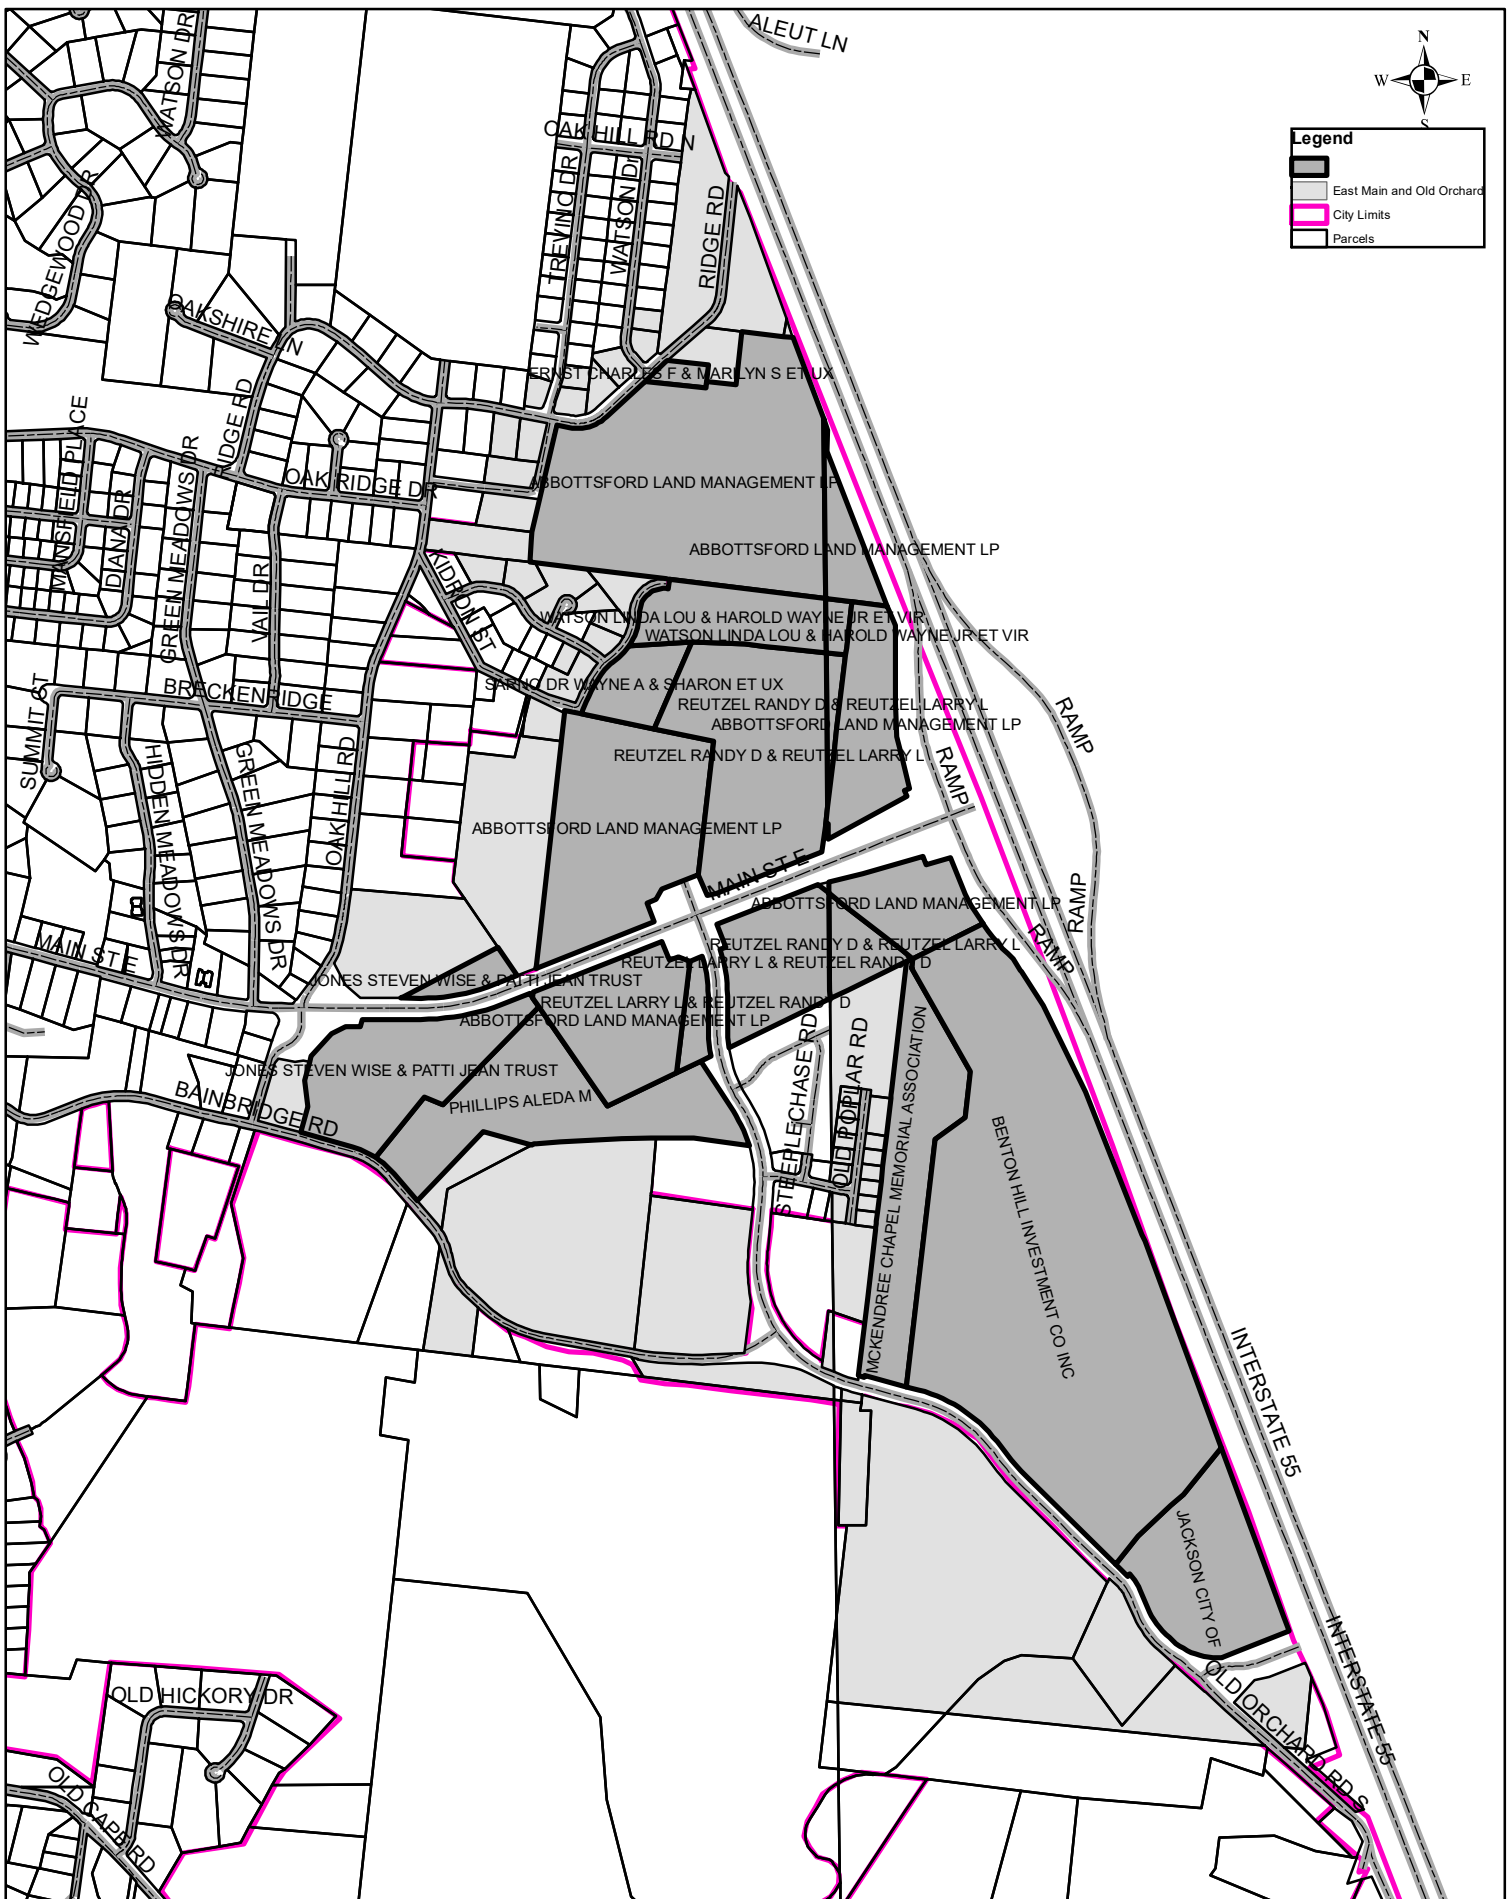 ALEUT LN
N
W
E
S
Legend
East Main and Old Orchard
City Limits
Parcels
WATSON DR
OAK HILL RD N
TREVINO DR
WATSON Dr
RIDGE RD
WEDGEWOOD DR
OAKSHIRE LN
ERNST CHARLES F & MARILYN S ET UX
RIDGE RD
MANSFIELD PLACE
DIANA DR
GREEN MEADOWS DR
OAK RIDGE DR
ABBOTTSFORD LAND MANAGEMENT LP
ABBOTTSFORD LAND MANAGEMENT LP
VAIL DR
KIDRON ST
WATSON LINDA LOU & HAROLD WAYNE JR ET VIR
WATSON LINDA LOU & HAROLD WAYNE JR ET VIR
SARNO DR WAYNE A & SHARON ET UX
BRECKENRIDGE
REUTZEL RANDY D & REUTZEL LARRY L
ABBOTTSFORD LAND MANAGEMENT LP
RAMP
SUMMIT ST
REUTZEL RANDY D & REUTZEL LARRY L
RAMP
HIDDEN MEADOWS DR
GREEN MEADOWS DR
OAK HILL RD
ABBOTTSFORD LAND MANAGEMENT LP
MAIN ST E
ABBOTTSFORD LAND MANAGEMENT LP
RAMP
REUTZEL RANDY D & REUTZEL LARRY L
RAMP
MAIN ST E
REUTZEL LARRY L & REUTZEL RANDY D
JONES STEVEN WISE & PATTI JEAN TRUST
REUTZEL LARRY L & REUTZEL RANDY D
ABBOTTSFORD LAND MANAGEMENT LP
JONES STEVEN WISE & PATTI JEAN TRUST
BAINBRIDGE RD
PHILLIPS ALEDA M
STEEPLECHASE RD
OLD POPLAR RD
MCKENDREE CHAPEL MEMORIAL ASSOCIATION
BENTON HILL INVESTMENT CO INC
INTERSTATE 55
JACKSON CITY OF
INTERSTATE 55
OLD ORCHARD RD S
OLD HICKORY DR
OLD CAPE RD